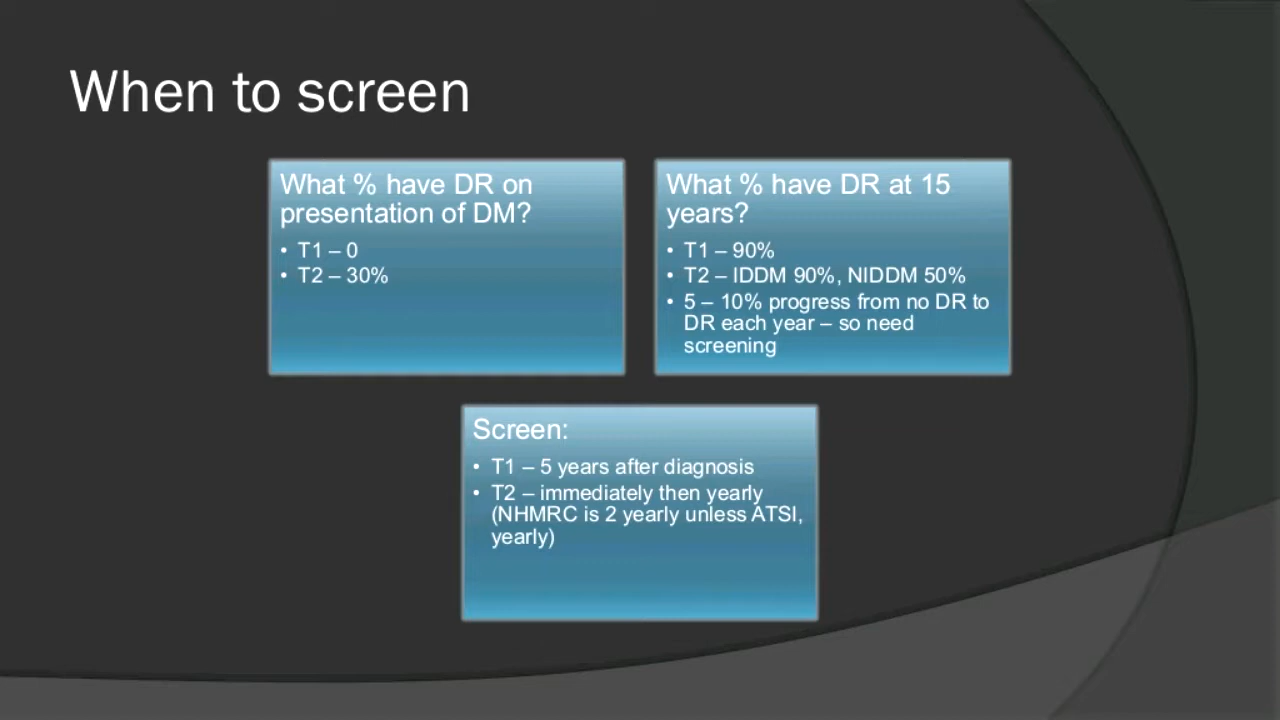 When to screen
What % have DR on
presentation of DM?
• T1 – 0
• T2 – 30%
What % have DR at 15
years?
• T1 – 90%
• T2 – IDDM 90%, NIDDM 50%
• 5 – 10% progress from no DR to
DR each year – so need
screening
Screen:
• T1 – 5 years after diagnosis
• T2 – immediately then yearly
(NHMRC is 2 yearly unless ATSI,
yearly)